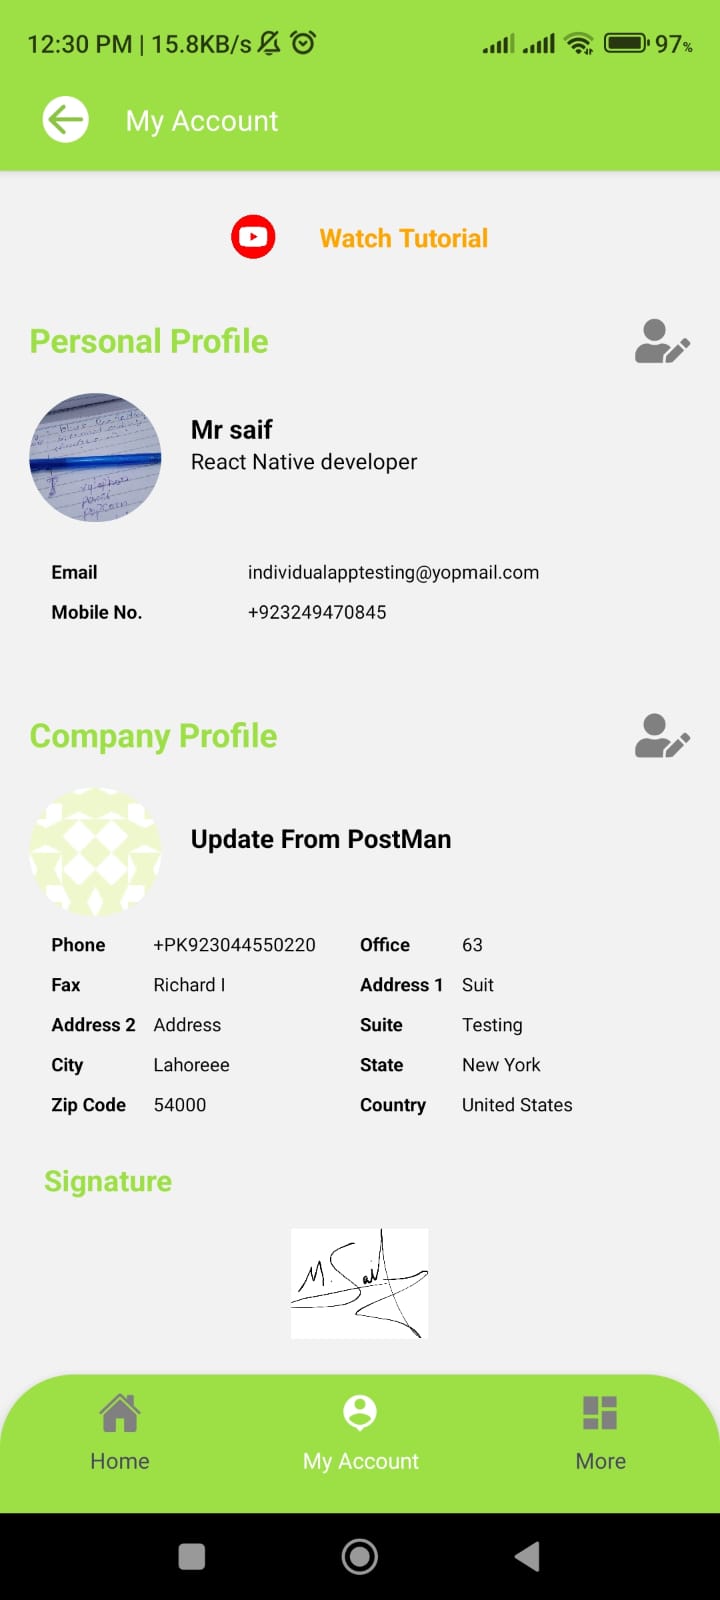 12:30 PM | 15.8KB/s 97%
My Account
Watch Tutorial
Personal Profile
Mr saif
React Native developer
Email individualapptesting@yopmail.com
Mobile No. +923249470845
Company Profile
Update From PostMan
Phone +PK923044550220 Office 63
Fax Richard I Address 1 Suit
Address 2 Address Suite Testing
City Lahoreee State New York
Zip Code 54000 Country United States
Signature
M. Saif
Home My Account More